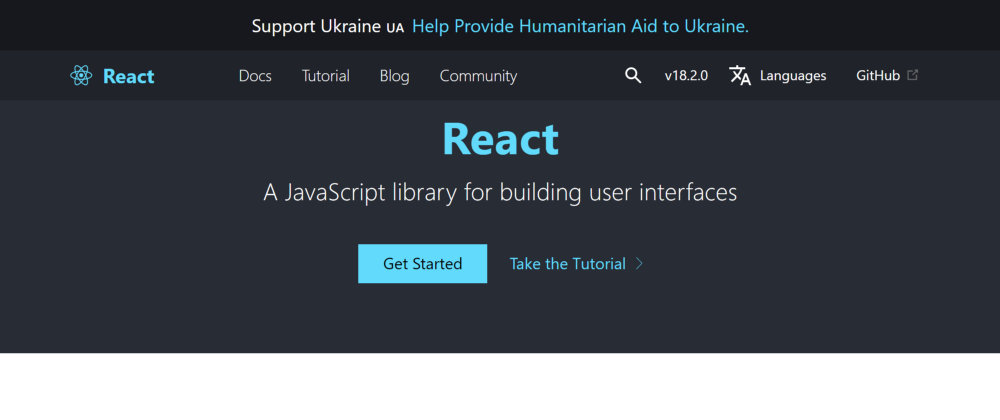 Support Ukraine UA Help Provide Humanitarian Aid to Ukraine.
React Docs Tutorial Blog Community v18.2.0 Languages GitHub
React
A JavaScript library for building user interfaces
Get Started Take the Tutorial